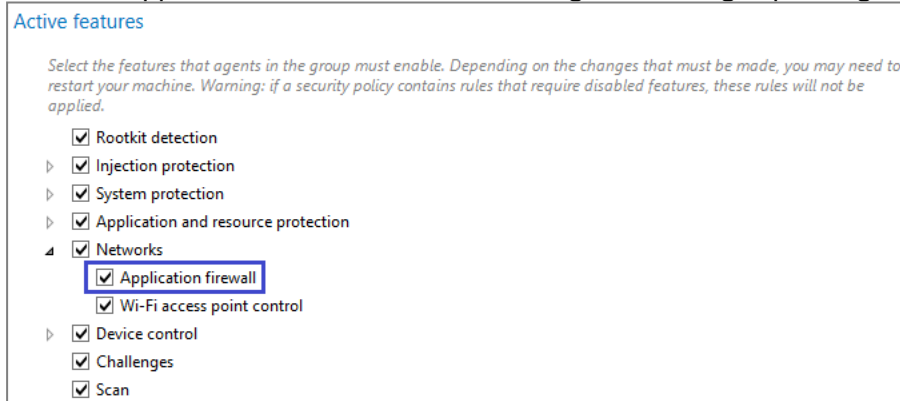 Active features
Select the features that agents in the group must enable. Depending on the changes that must be made, you may need to
restart your machine. Warning: if a security policy contains rules that require disabled features, these rules will not be
applied.
Rootkit detection
Injection protection
System protection
Application and resource protection
Networks
Application firewall
Wi-Fi access point control
Device control
Challenges
Scan